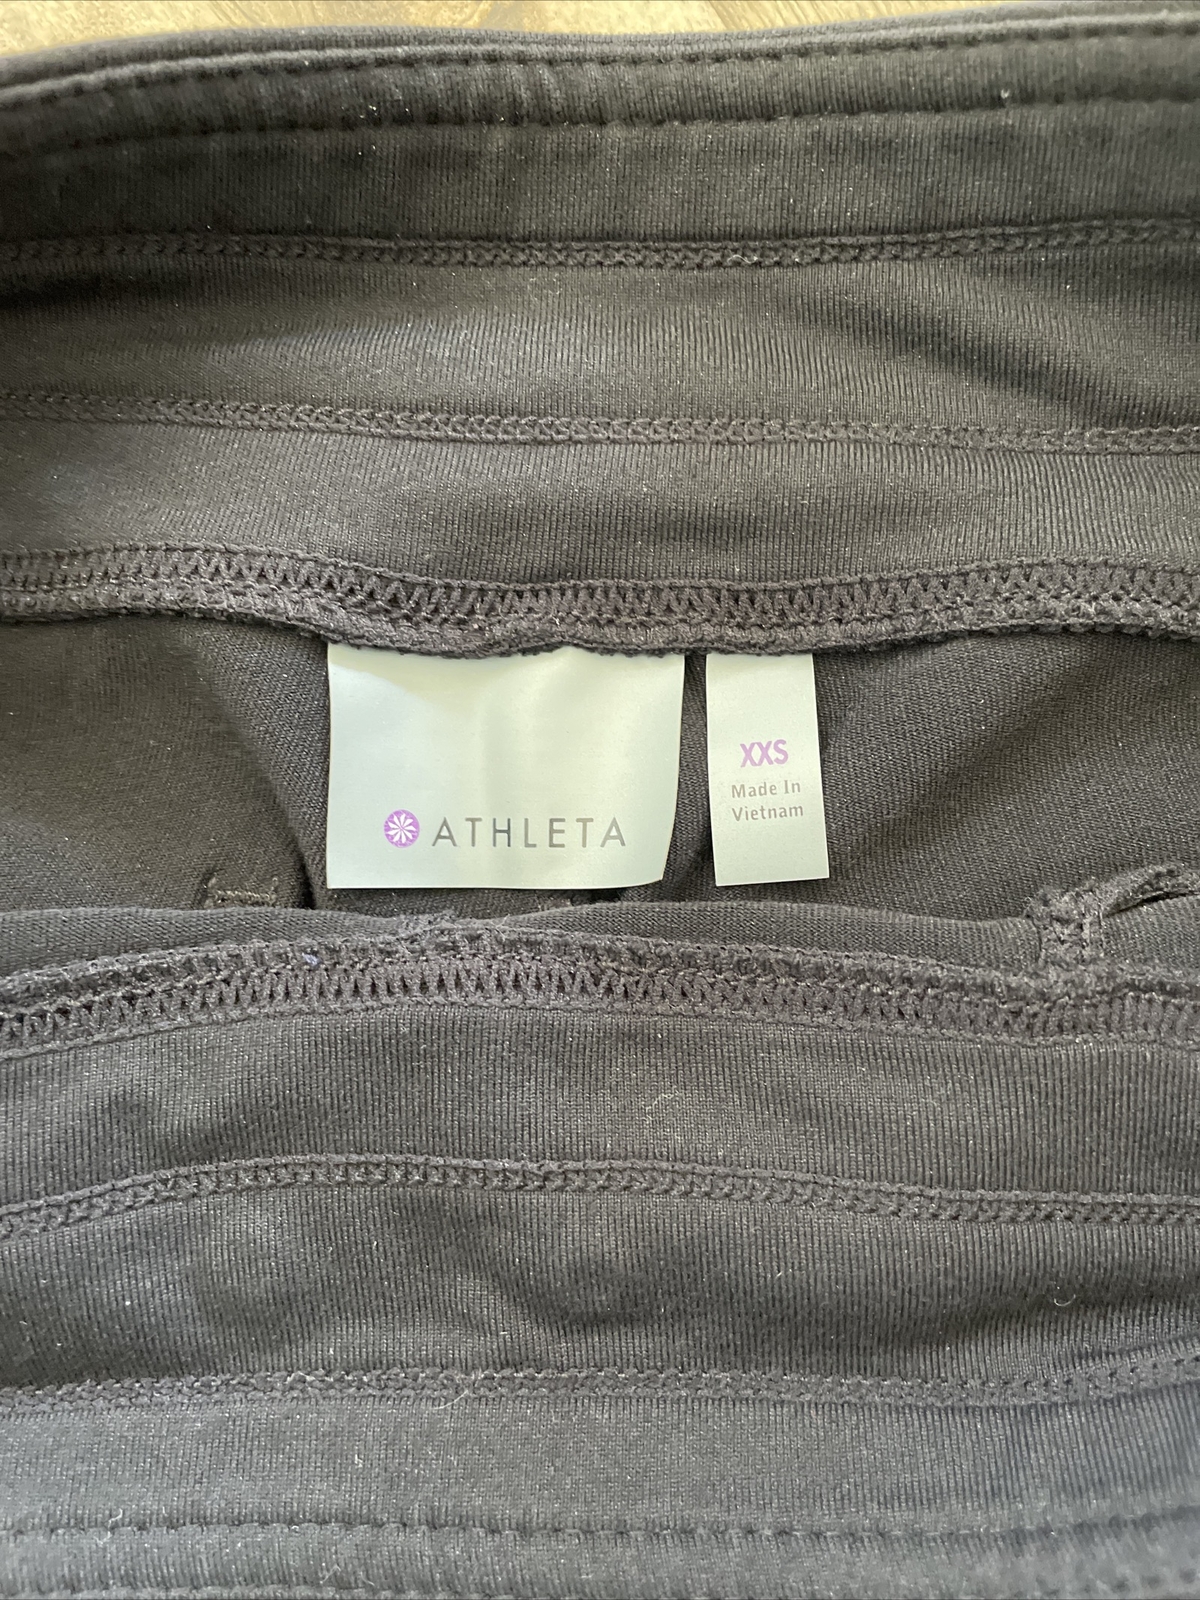 ATHLETA
XXS
Made In
Vietnam